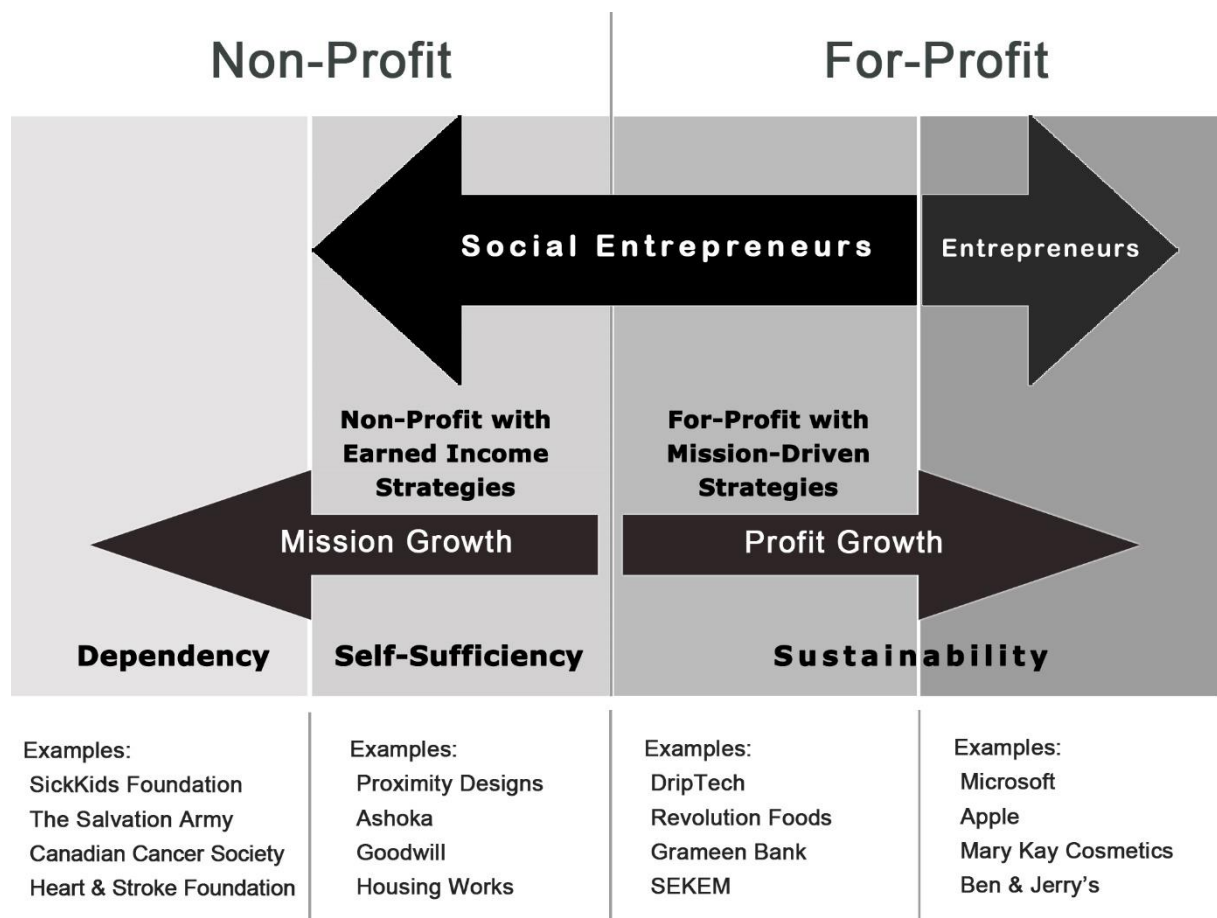 Non-Profit
For-Profit
Social Entrepreneurs
Entrepreneurs
Non-Profit with
Earned Income
Strategies
For-Profit with
Mission-Driven
Strategies
Mission Growth
Profit Growth
Dependency
Self-Sufficiency
Sustainability
Examples:
SickKids Foundation
The Salvation Army
Canadian Cancer Society
Heart & Stroke Foundation
Examples:
Proximity Designs
Ashoka
Goodwill
Housing Works
Examples:
DripTech
Revolution Foods
Grameen Bank
SEKEM
Examples:
Microsoft
Apple
Mary Kay Cosmetics
Ben & Jerry’s